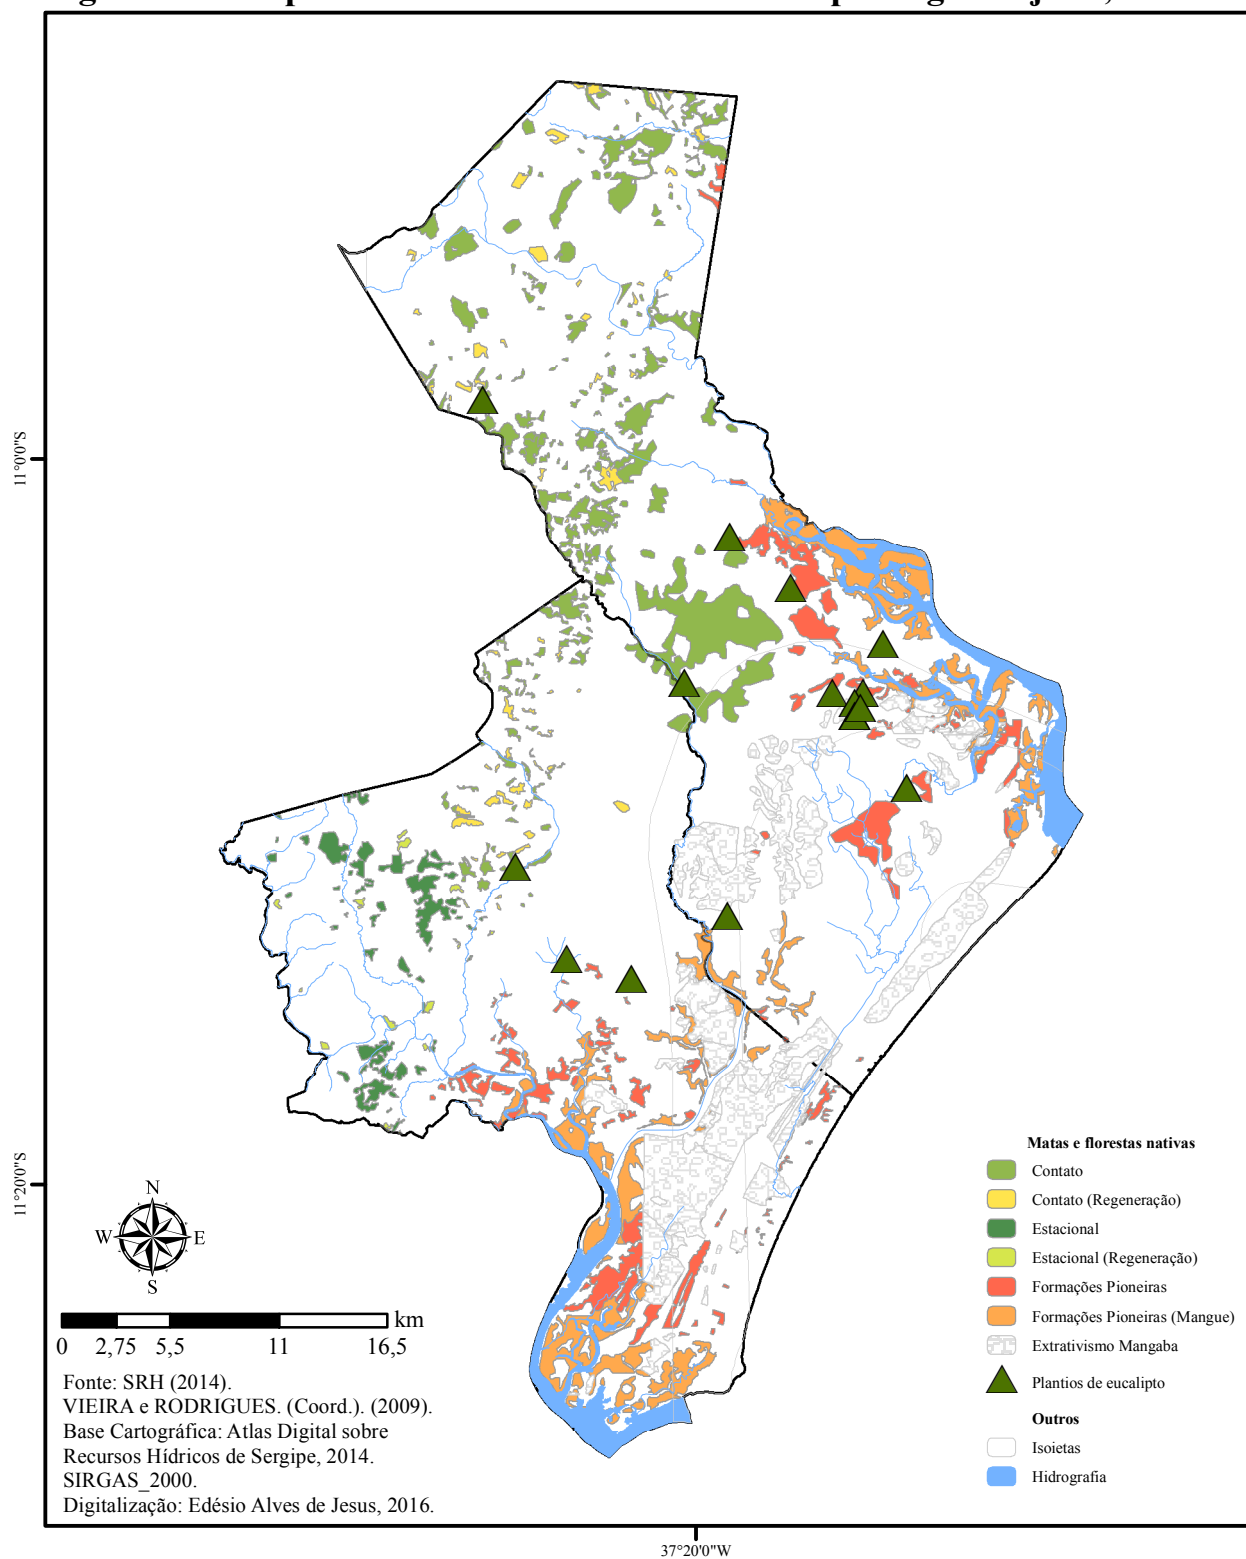 11°0'0"S
11°20'0"S
N
W E
S
km
0 2,75 5,5 11 16,5
Fonte: SRH (2014).
VIEIRA e RODRIGUES. (Coord.). (2009).
Base Cartográfica: Atlas Digital sobre
Recursos Hídricos de Sergipe, 2014.
SIRGAS_2000.
Digitalização: Edésio Alves de Jesus, 2016.
Matas e florestas nativas
Contato
Contato (Regeneração)
Estacional
Estacional (Regeneração)
Formações Pioneiras
Formações Pioneiras (Mangue)
Extrativismo Mangaba
Plantios de eucalipto
Outros
Isoietas
Hidrografia
37°20'0"W